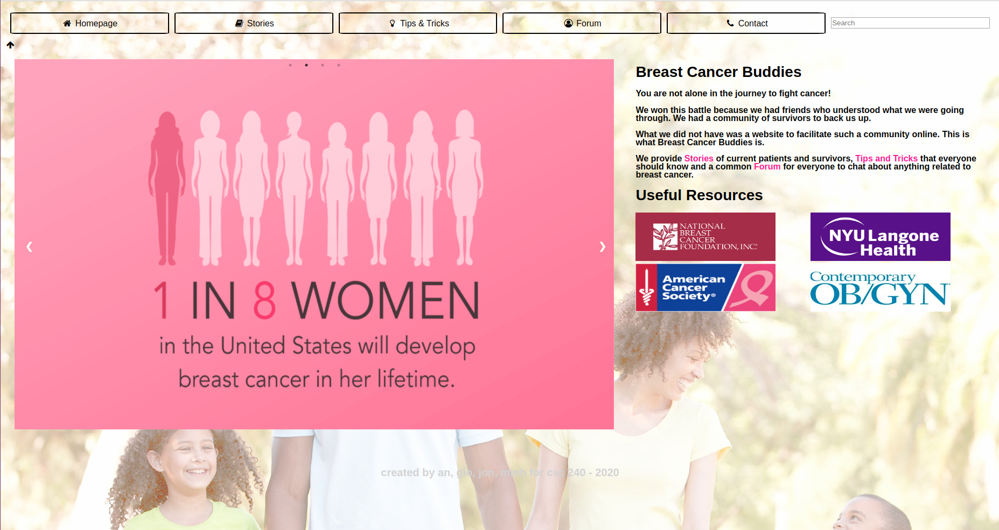 Homepage
Stories
Tips & Tricks
Forum
Contact
Search
1 IN 8 WOMEN
in the United States will develop
breast cancer in her lifetime.
Breast Cancer Buddies
You are not alone in the journey to fight cancer!
We won this battle because we had friends who understood what we were going
through. We had a community of survivors to back us up.
What we did not have was a website to facilitate such a community online. This is
what Breast Cancer Buddies is.
We provide Stories of current patients and survivors, Tips and Tricks that everyone
should know and a common Forum for everyone to chat about anything related to
breast cancer.
Useful Resources
NATIONAL
BREAST
CANCER
FOUNDATION, INC.®
NYU Langone
Health
American
Cancer
Society®
Contemporary
OB/GYN®
created by an, gio, jon, minh for csc 240 - 2020